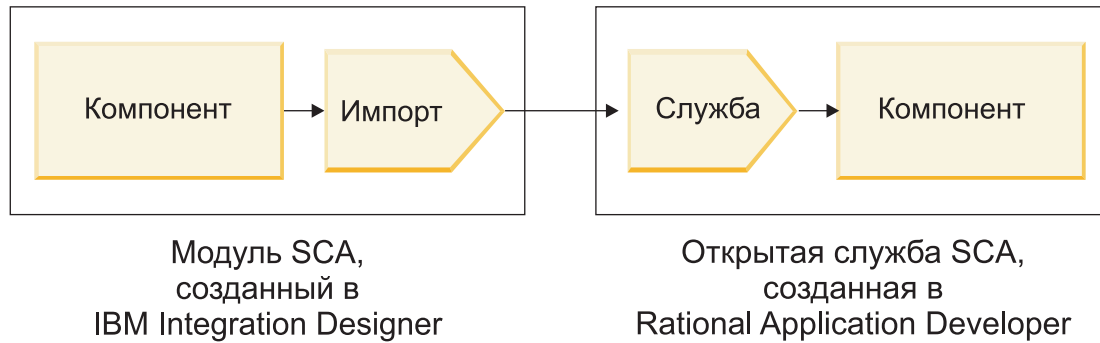 Компонент
Импорт
Служба
Компонент
Модуль SCA,
созданный в
IBM Integration Designer
Открытая служба SCA,
созданная в
Rational Application Developer